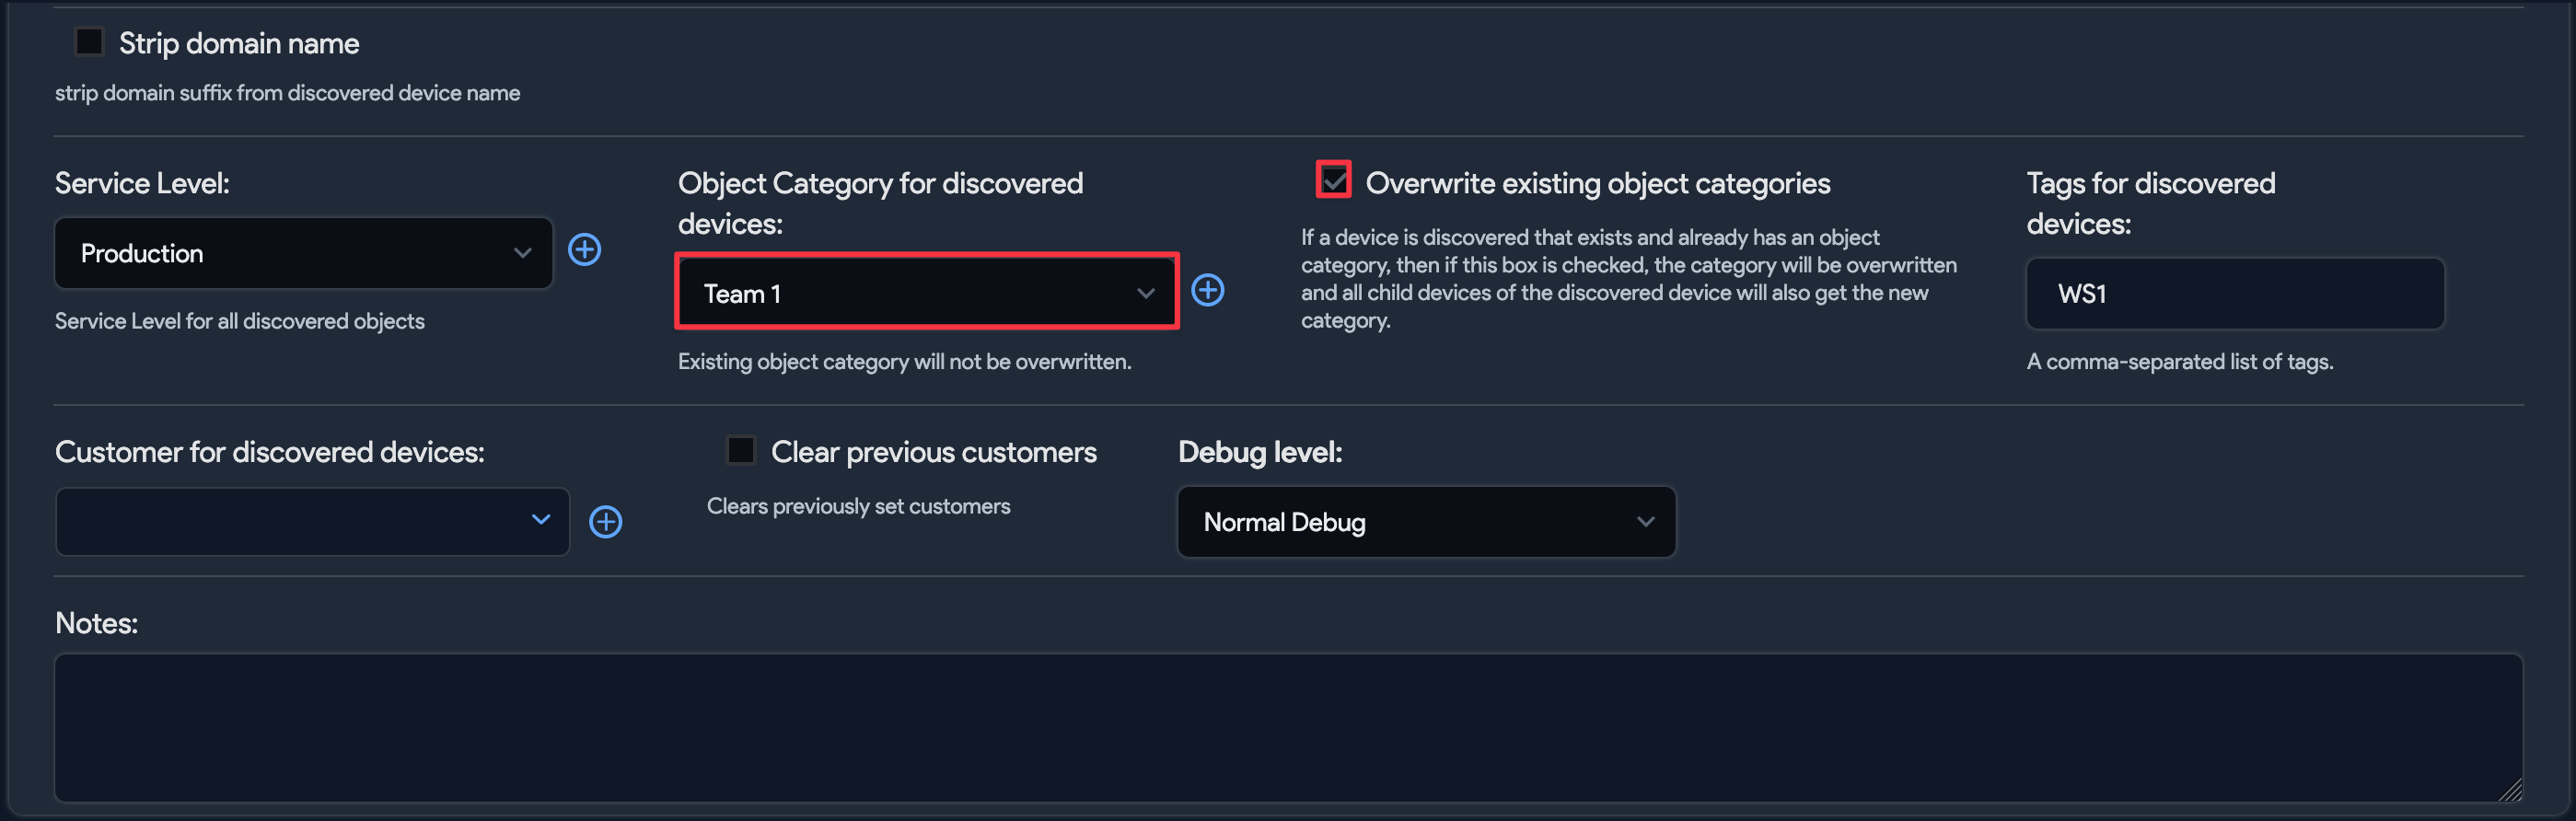 Strip domain name
strip domain suffix from discovered device name
Service Level:
Production
Service Level for all discovered objects
Object Category for discovered
devices:
Team 1
Existing object category will not be overwritten.
Overwrite existing object categories
If a device is discovered that exists and already has an object
category, then if this box is checked, the category will be overwritten
and all child devices of the discovered device will also get the new
category.
Tags for discovered
devices:
WS1
A comma-separated list of tags.
Customer for discovered devices:
Clear previous customers
Clears previously set customers
Debug level:
Normal Debug
Notes: